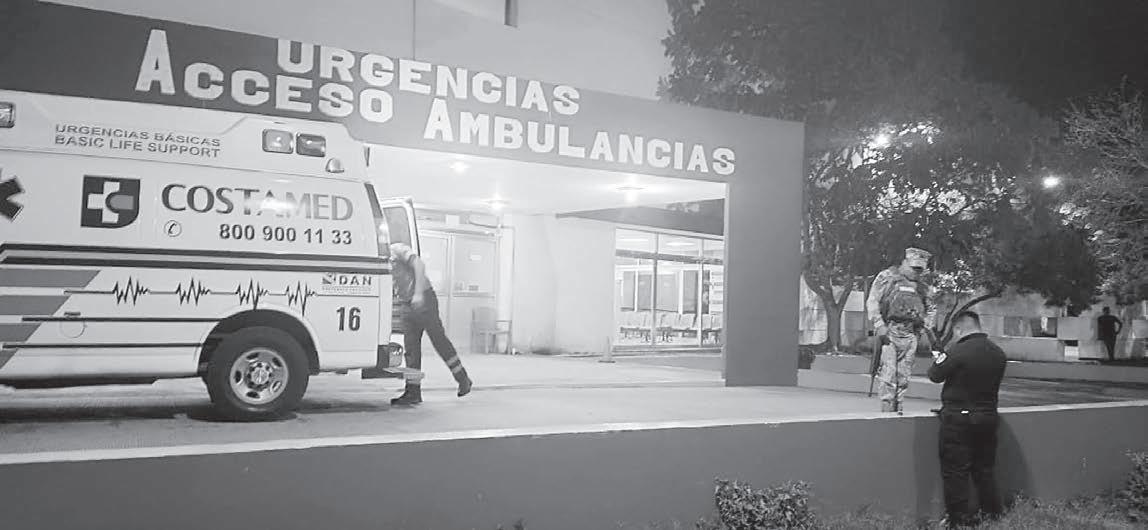 URGENCIAS
ACCESO AMBULANCIAS
URGENCIAS BÁSICAS
BASIC LIFE SUPPORT
COSTAMED
800 900 11 33
DAN
16